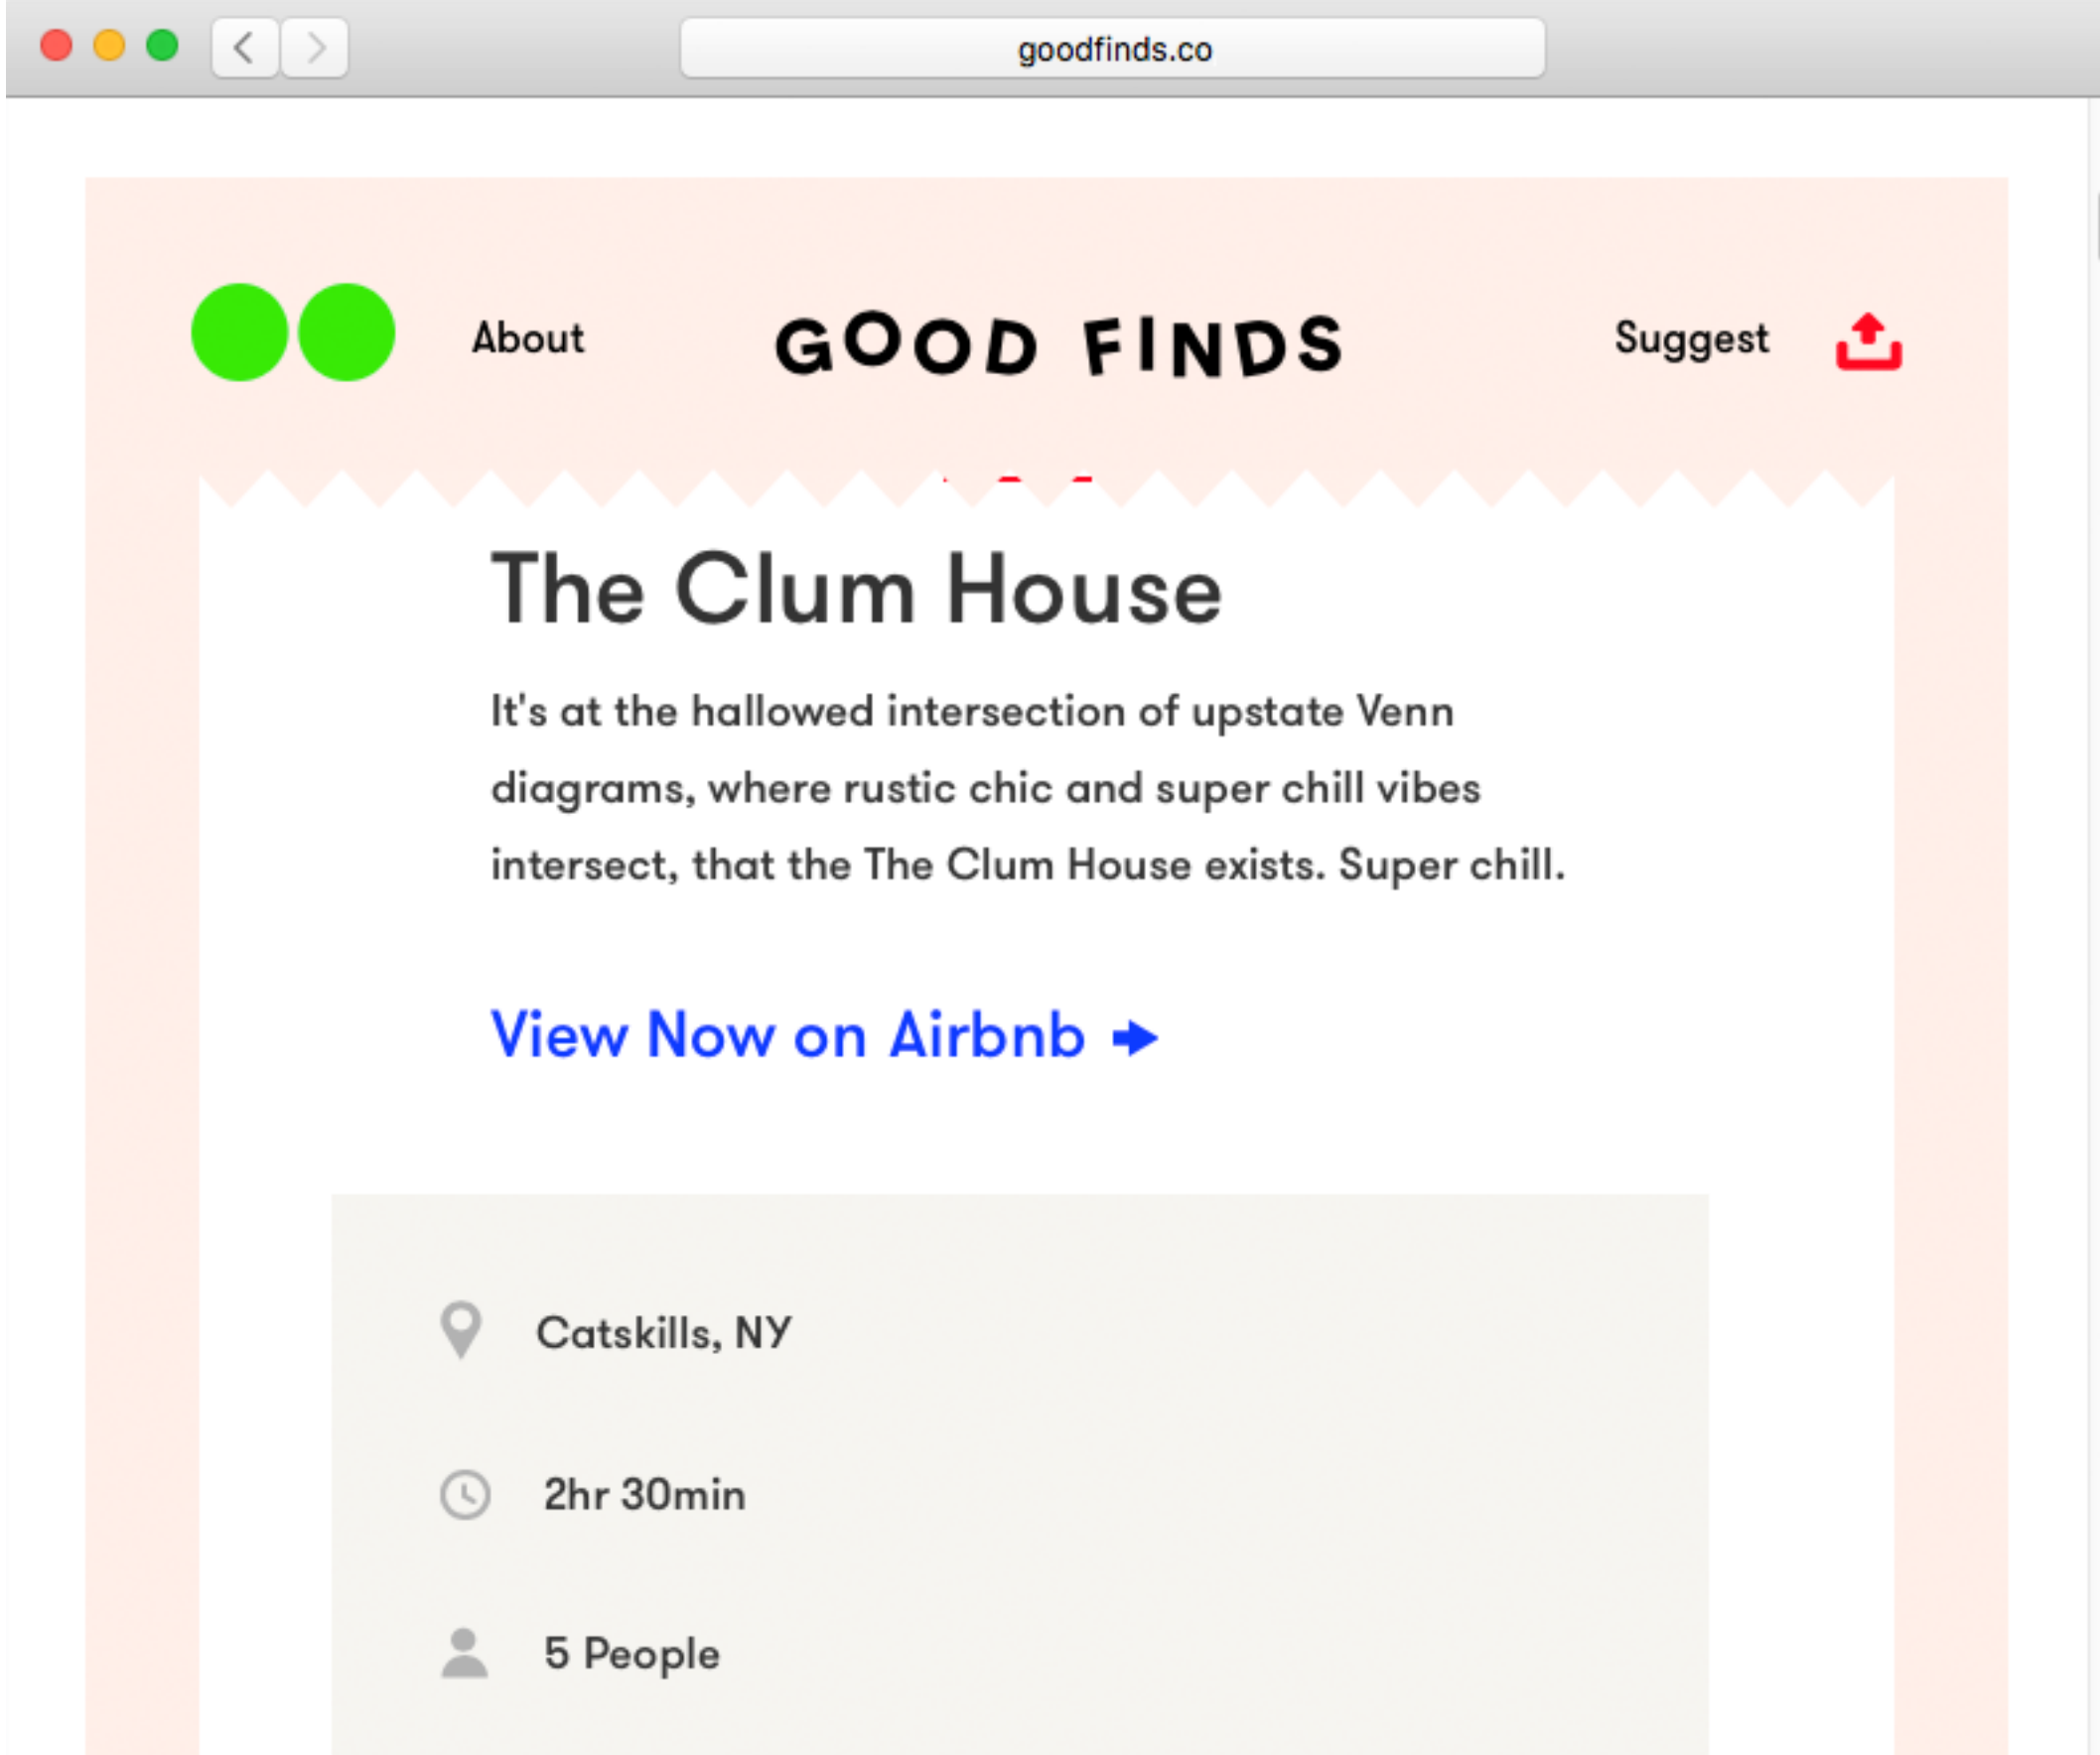 goodfinds.co
About
GOOD FINDS
Suggest
The Clum House
It's at the hallowed intersection of upstate Venn
diagrams, where rustic chic and super chill vibes
intersect, that the The Clum House exists. Super chill.
View Now on Airbnb
Catskills, NY
2hr 30min
5 People